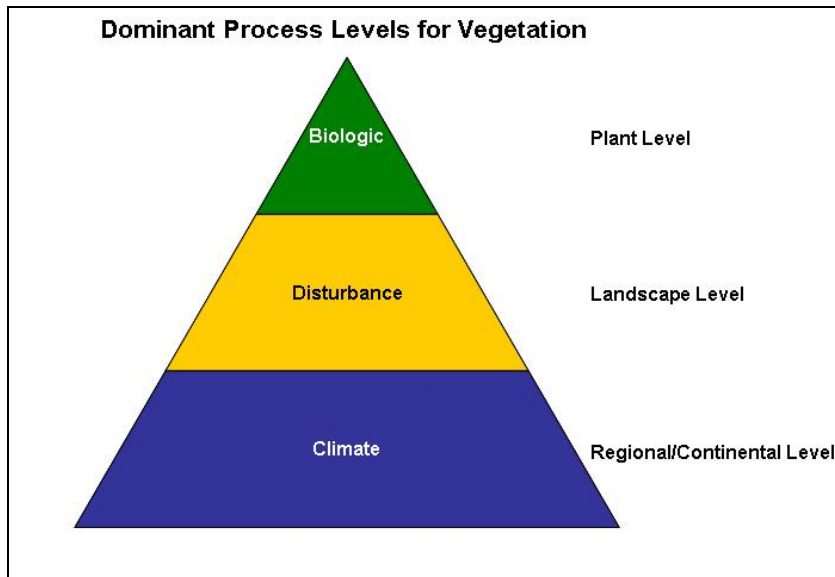 Dominant Process Levels for Vegetation
Biologic
Plant Level
Disturbance
Landscape Level
Climate
Regional/Continental Level